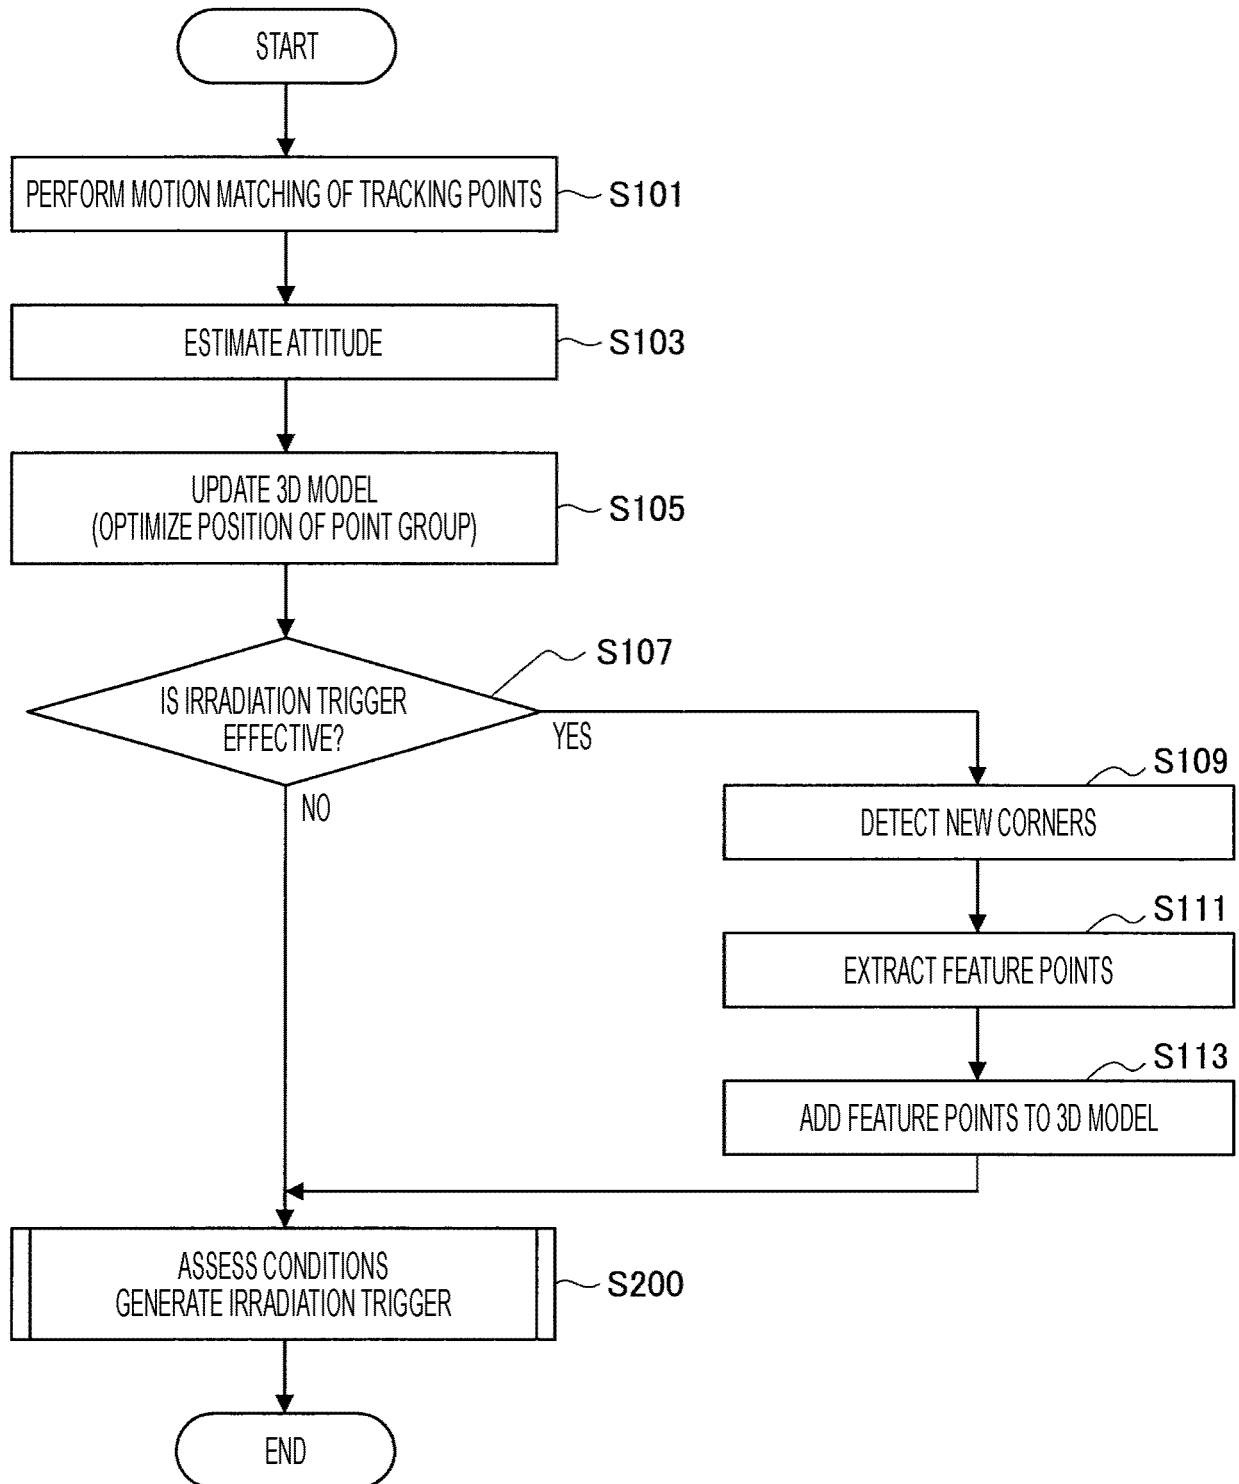 START
PERFORM MOTION MATCHING OF TRACKING POINTS
S101
ESTIMATE ATTITUDE
S103
UPDATE 3D MODEL
(OPTIMIZE POSITION OF POINT GROUP)
S105
S107
IS IRRADIATION TRIGGER
EFFECTIVE?
YES
NO
S109
DETECT NEW CORNERS
S111
EXTRACT FEATURE POINTS
S113
ADD FEATURE POINTS TO 3D MODEL
ASSESS CONDITIONS
GENERATE IRRADIATION TRIGGER
S200
END